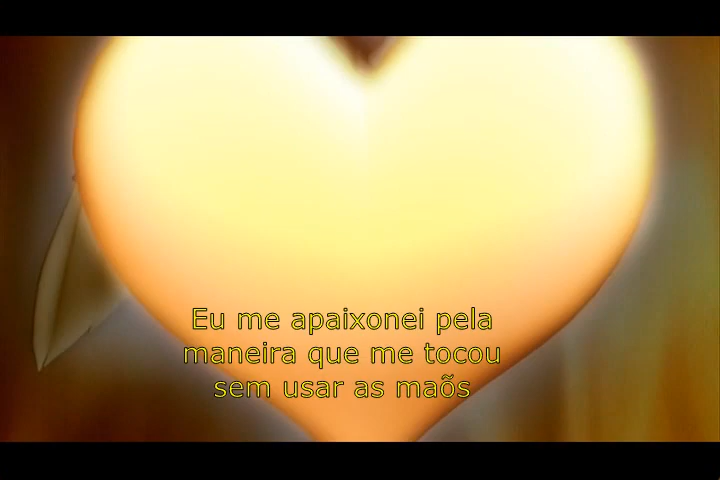 Eu me apaixonei pela
maneira que me tocou
sem usar as maõs